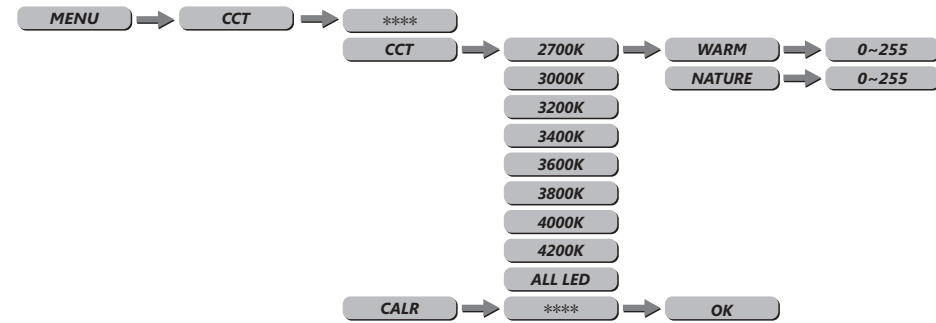 MENU CCT ****
CCT 2700K WARM 0~255
3000K NATURE 0~255
3200K
3400K
3600K
3800K
4000K
4200K
ALL LED
CALR **** OK